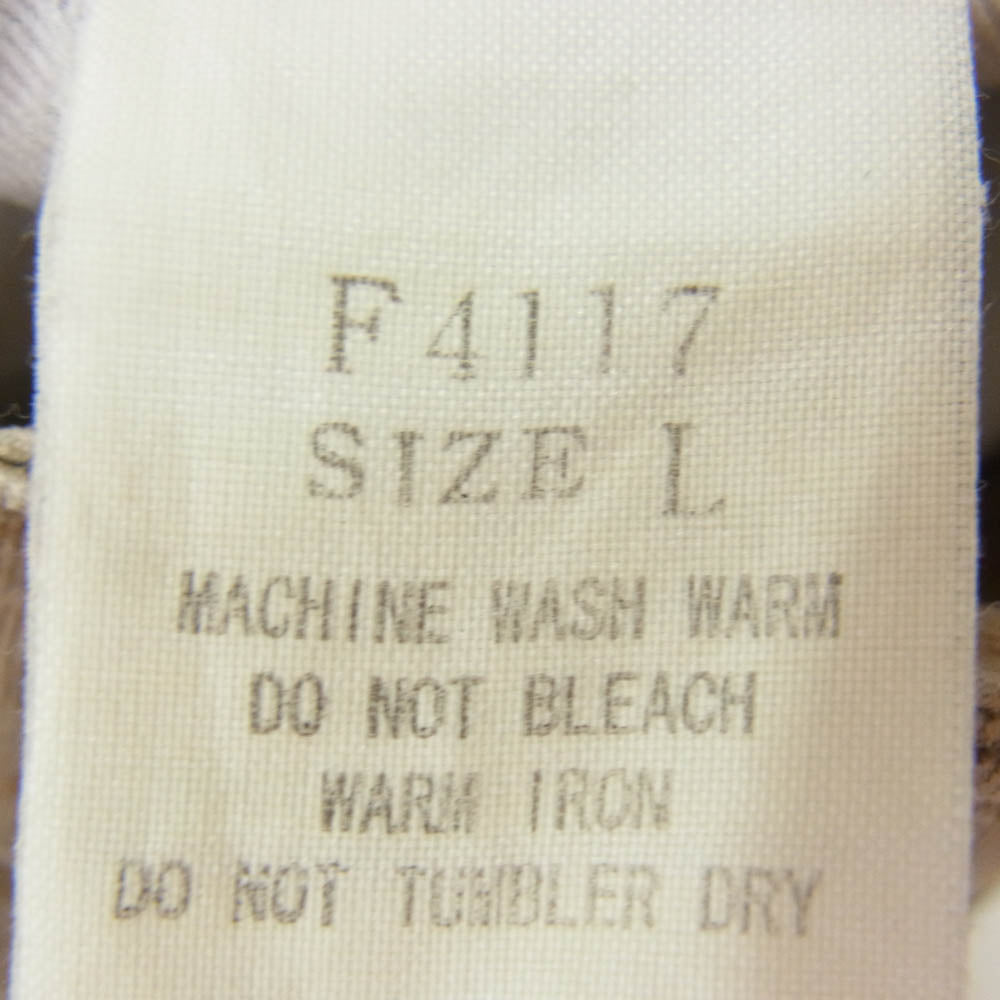 F4117
SIZE L
MACHINE WASH WARM
DO NOT BLEACH
WARM IRON
DO NOT TUMBLER DRY